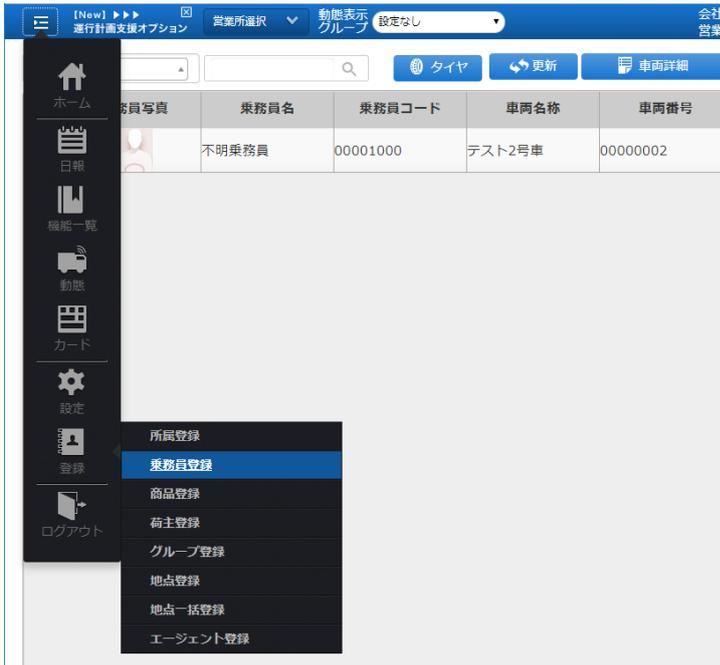 [New] ▶▶▶
運行計画支援オプション
営業所選択
動態表示
グループ
設定なし
会社
営業
タイヤ
更新
車両詳細
務員写真
乗務員名
乗務員コード
車両名称
車両番号
不明乗務員
00001000
テスト2号車
00000002
ホーム
日報
機能一覧
動態
カード
設定
登録
ログアウト
所属登録
乗務員登録
商品登録
荷主登録
グループ登録
地点登録
地点一括登録
エージェント登録